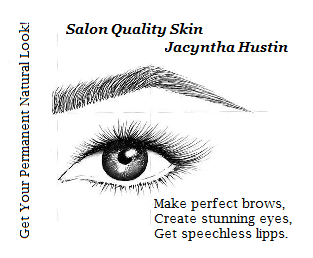 Salon Quality Skin
Jacyntha Hustin
Get Your Permanent Natural Look!
Make perfect brows,
Create stunning eyes,
Get speechless lipps.